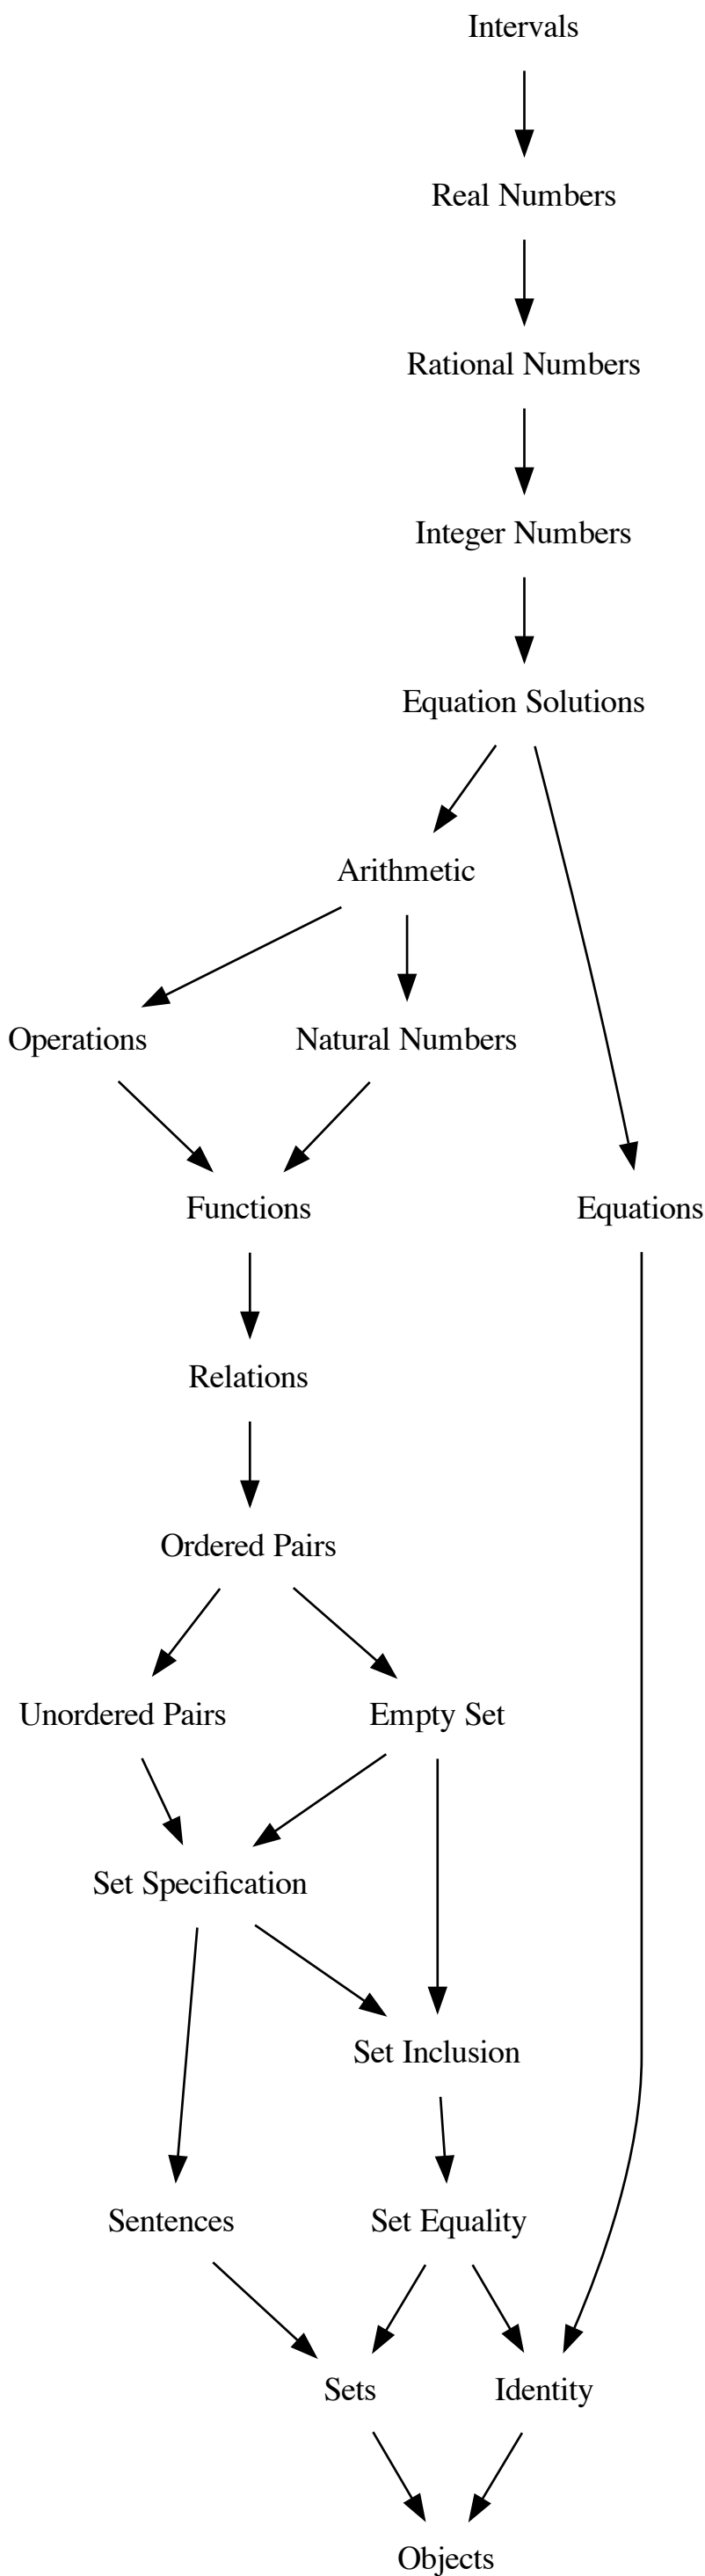 Intervals
Real Numbers
Rational Numbers
Integer Numbers
Equation Solutions
Arithmetic
Operations
Natural Numbers
Functions
Equations
Relations
Ordered Pairs
Unordered Pairs
Empty Set
Set Specification
Set Inclusion
Sentences
Set Equality
Sets
Identity
Objects